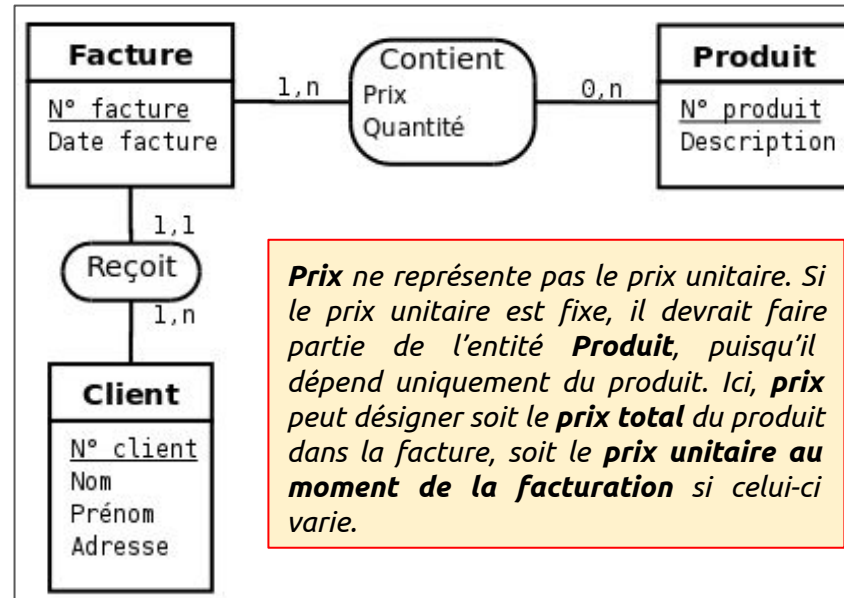 Facture
N° facture
Date facture
1,n
Contient
Prix
Quantité
0,n
Produit
N° produit
Description
1,1
Reçoit
1,n
Client
N° client
Nom
Prénom
Adresse
Prix ne représente pas le prix unitaire. Si
le prix unitaire est fixe, il devrait faire
partie de l’entité Produit, puisqu’il
dépend uniquement du produit. Ici, prix
peut désigner soit le prix total du produit
dans la facture, soit le prix unitaire au
moment de la facturation si celui-ci
varie.